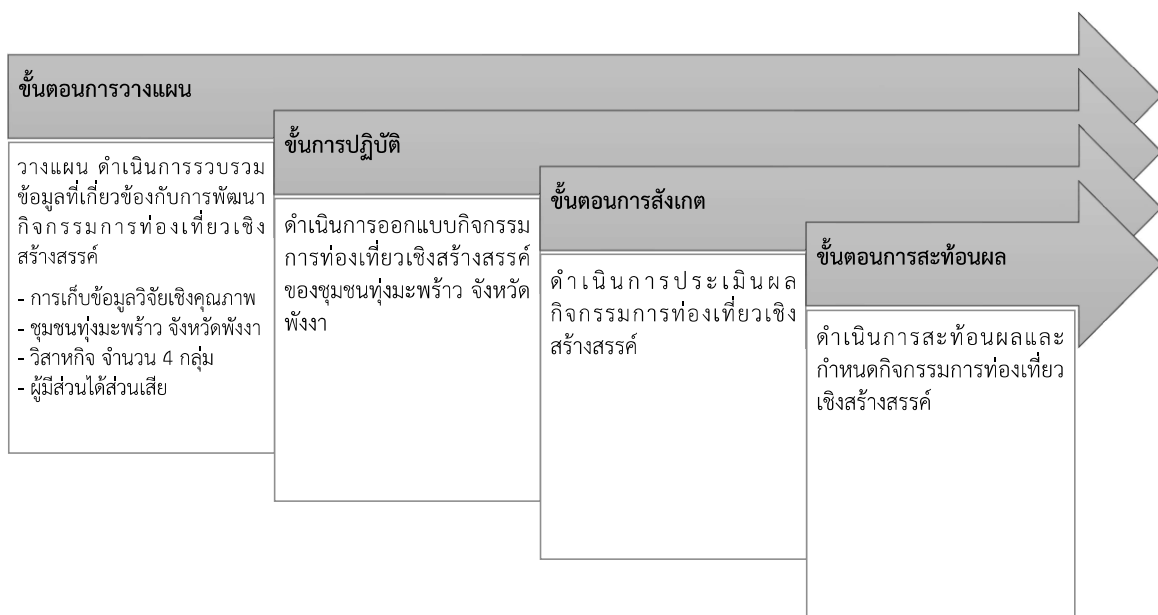 ขั้นตอนการวางแผน
วางแผน ดำเนินการรวบรวม
ข้อมูลที่เกี่ยวข้องกับการพัฒนา
กิจกรรมการท่องเที่ยวเชิง
สร้างสรรค์
- การเก็บข้อมูลวิจัยเชิงคุณภาพ
- ชุมชนทุ่งมะพร้าว จังหวัดพังงา
- วิสาหกิจ จำนวน 4 กลุ่ม
- ผู้มีส่วนได้ส่วนเสีย
ขั้นการปฏิบัติ
ดำเนินการออกแบบกิจกรรม
การท่องเที่ยวเชิงสร้างสรรค์
ของชุมชนทุ่งมะพร้าว จังหวัด
พังงา
ขั้นตอนการสังเกต
ดำเนินการประเมินผล
กิจกรรมการท่องเที่ยวเชิง
สร้างสรรค์
ขั้นตอนการสะท้อนผล
ดำเนินการสะท้อนผลและ
กำหนดกิจกรรมการท่องเที่ยว
เชิงสร้างสรรค์